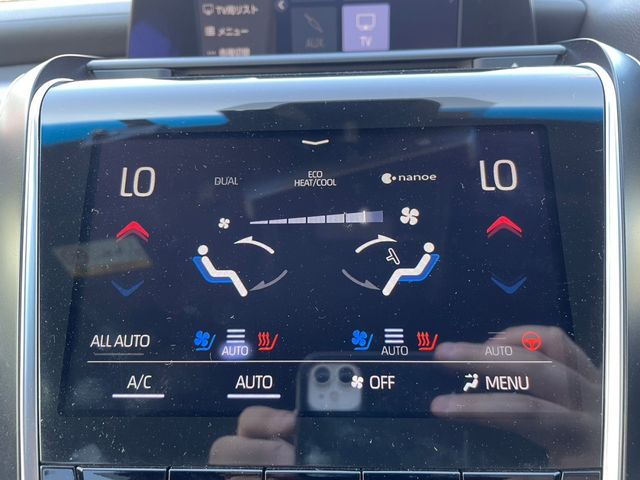 TV局リスト
メニュー
AUX
TV
LO
DUAL
ECO
HEAT/COOL
nanoe
LO
ALL AUTO
AUTO
AUTO
AUTO
A/C
AUTO
OFF
MENU